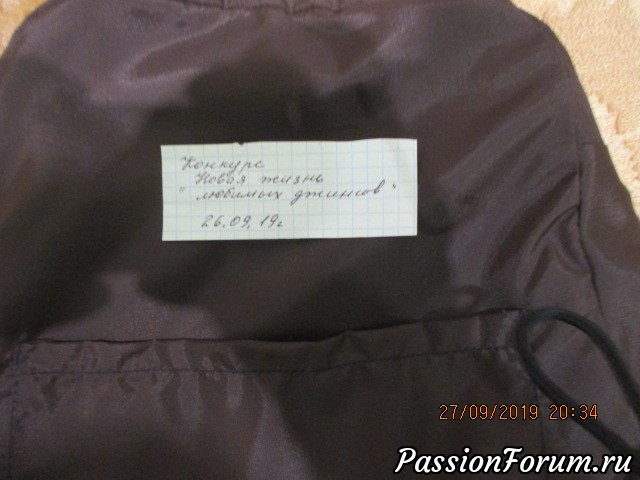 Конкурс
" Новая жизнь
любимых джинсов "
26.09.19г
27/09/2019 20:34
PassionForum.ru